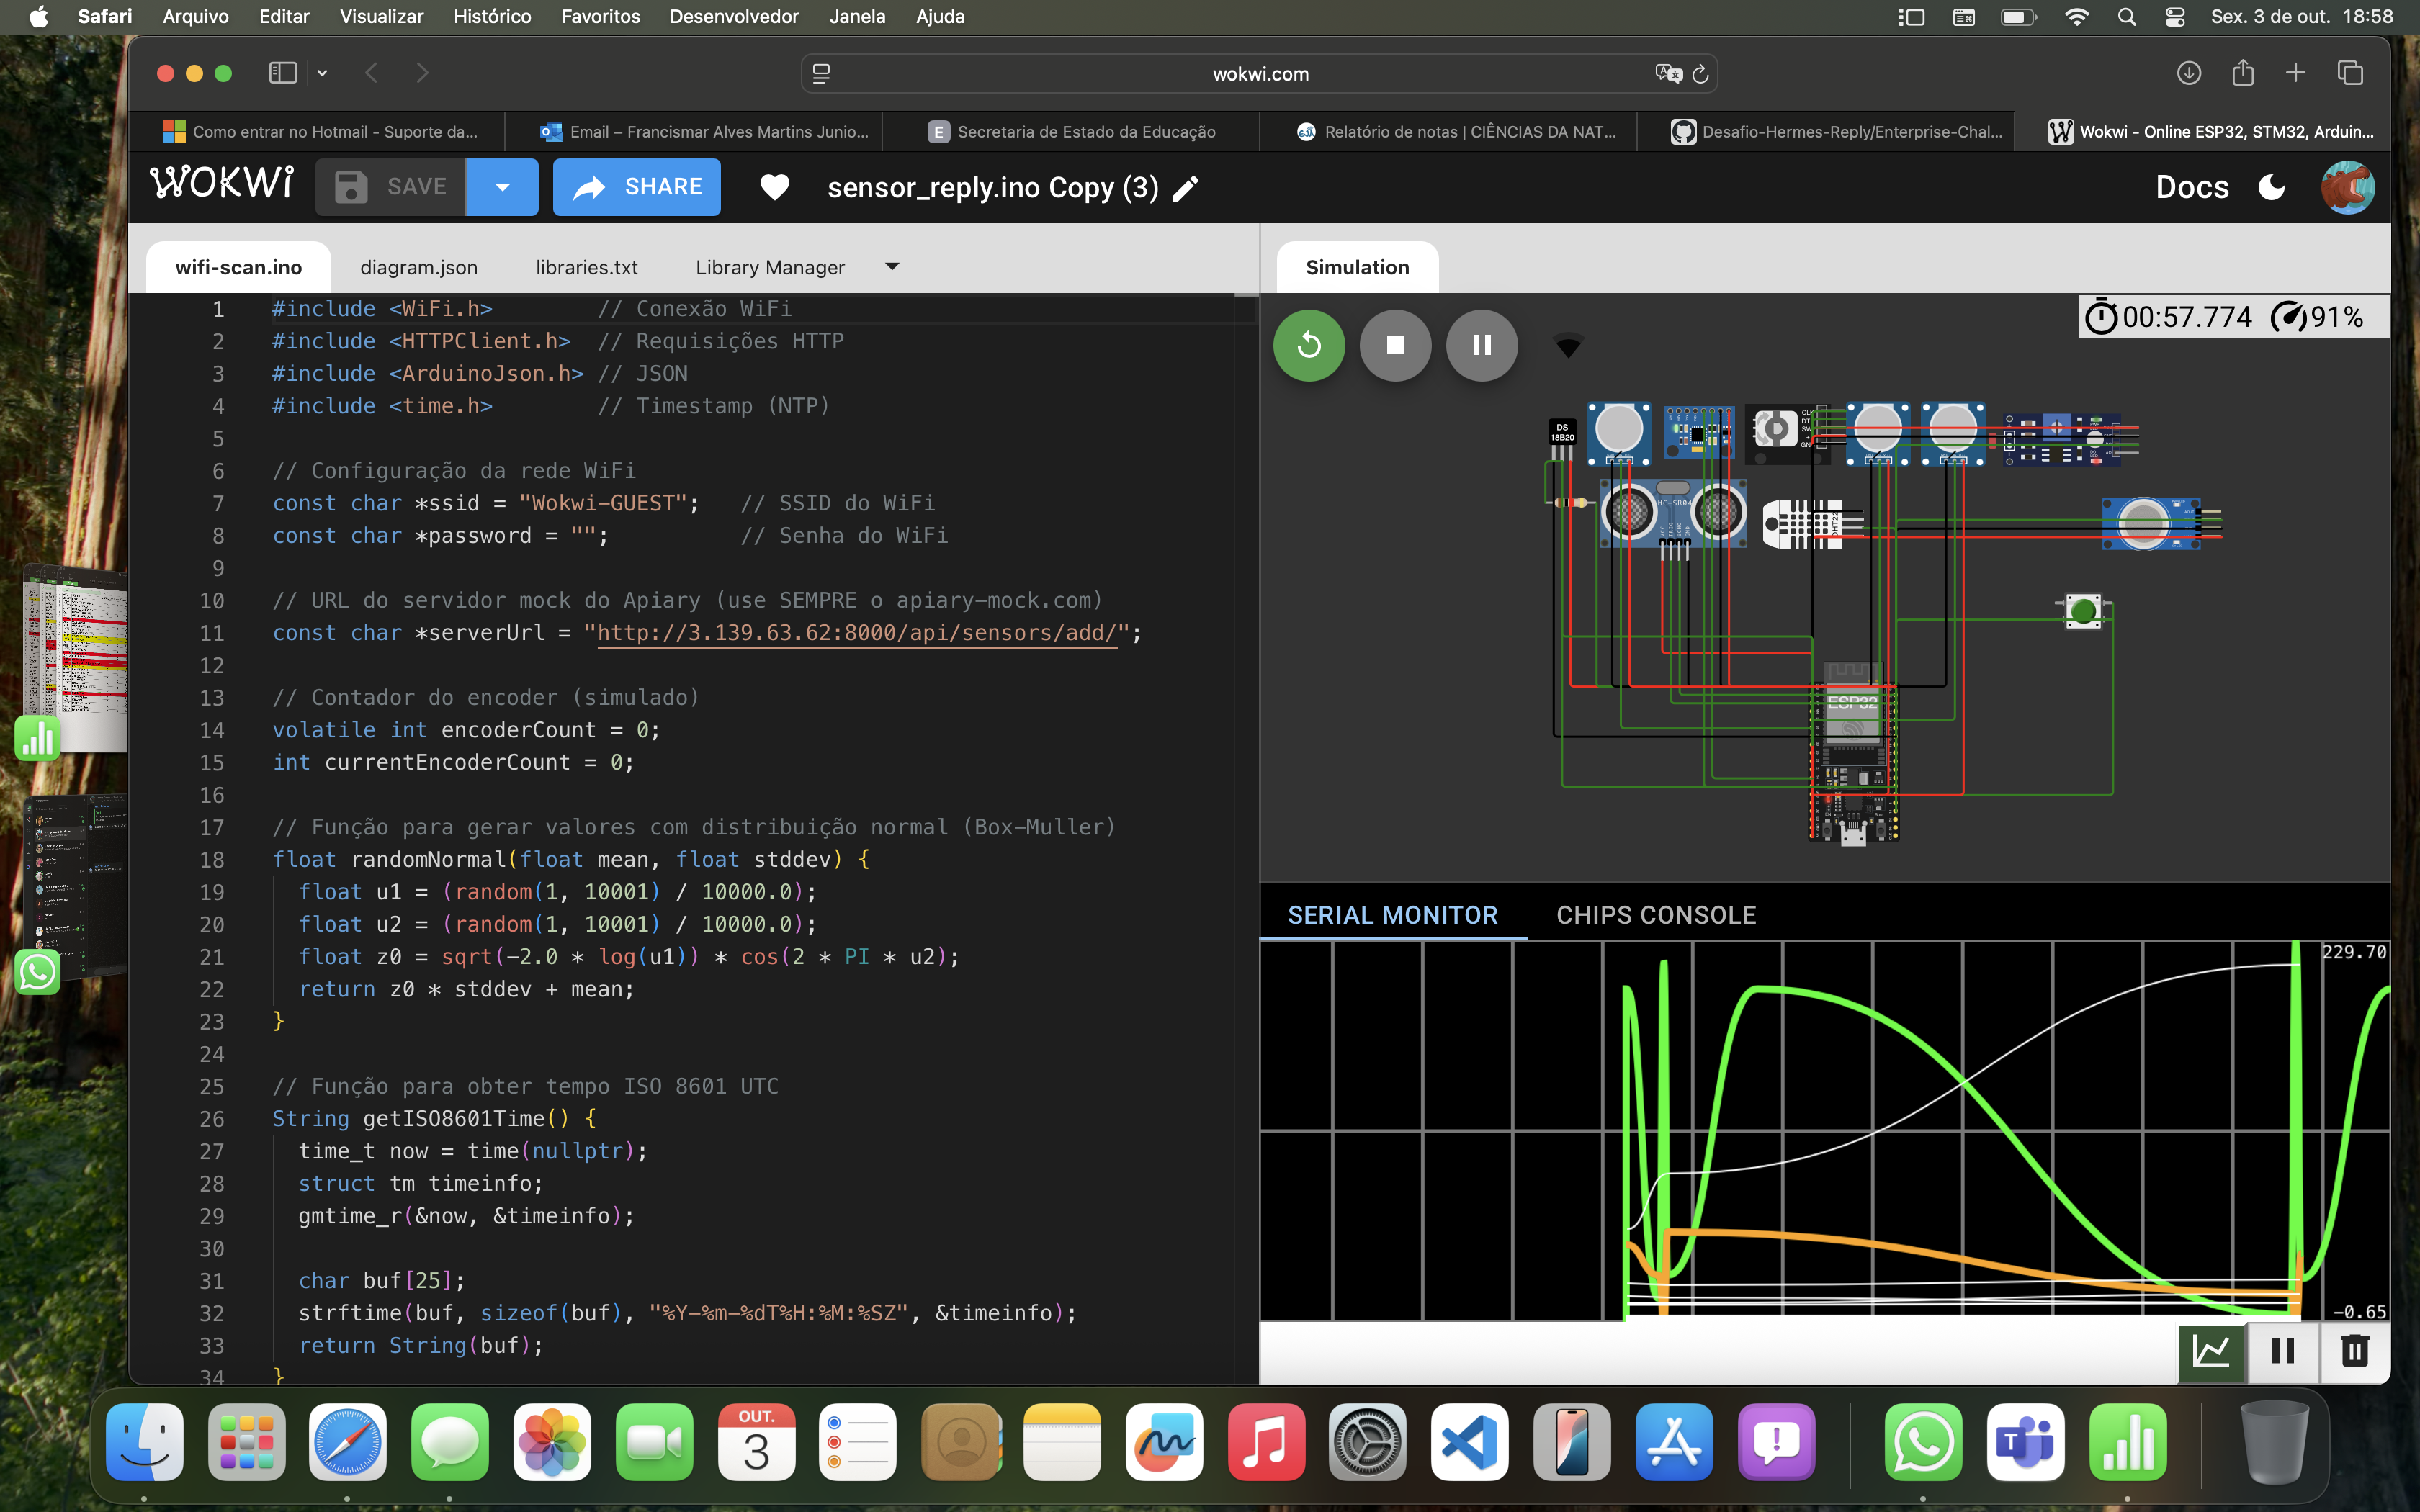 Safari Arquivo Editar Visualizar Histórico Favoritos Desenvolvedor Janela Ajuda Sex. 3 de out. 18:58
wokwi.com
Como entrar no Hotmail - Suporte da...
Email – Francismar Alves Martins Junio...
E Secretaria de Estado da Educação
Relatório de notas | CIÊNCIAS DA NAT...
Desafio-Hermes-Reply/Enterprise-Chal...
Wokwi - Online ESP32, STM32, Arduin...
WOKWi SAVE SHARE sensor_reply.ino Copy (3) Docs
wifi-scan.ino diagram.json libraries.txt Library Manager
1 #include <WiFi.h> // Conexão WiFi
2 #include <HTTPClient.h> // Requisições HTTP
3 #include <ArduinoJson.h> // JSON
4 #include <time.h> // Timestamp (NTP)
5
6 // Configuração da rede WiFi
7 const char *ssid = "Wokwi-GUEST"; // SSID do WiFi
8 const char *password = ""; // Senha do WiFi
9
10 // URL do servidor mock do Apiary (use SEMPRE o apiary-mock.com)
11 const char *serverUrl = "http://3.139.63.62:8000/api/sensors/add/";
12
13 // Contador do encoder (simulado)
14 volatile int encoderCount = 0;
15 int currentEncoderCount = 0;
16
17 // Função para gerar valores com distribuição normal (Box-Muller)
18 float randomNormal(float mean, float stddev) {
19 float u1 = (random(1, 10001) / 10000.0);
20 float u2 = (random(1, 10001) / 10000.0);
21 float z0 = sqrt(-2.0 * log(u1)) * cos(2 * PI * u2);
22 return z0 * stddev + mean;
23 }
24
25 // Função para obter tempo ISO 8601 UTC
26 String getISO8601Time() {
27 time_t now = time(nullptr);
28 struct tm timeinfo;
29 gmtime_r(&now, &timeinfo);
30
31 char buf[25];
32 strftime(buf, sizeof(buf), "%Y-%m-%dT%H:%M:%SZ", &timeinfo);
33 return String(buf);
34 }
Simulation
00:57.774 91%
DS
18B20
CLK
DT
SW
+
GND
HC-SR04
DHT22
ESP32
SERIAL MONITOR CHIPS CONSOLE
229.70
-0.65
OUT.
3